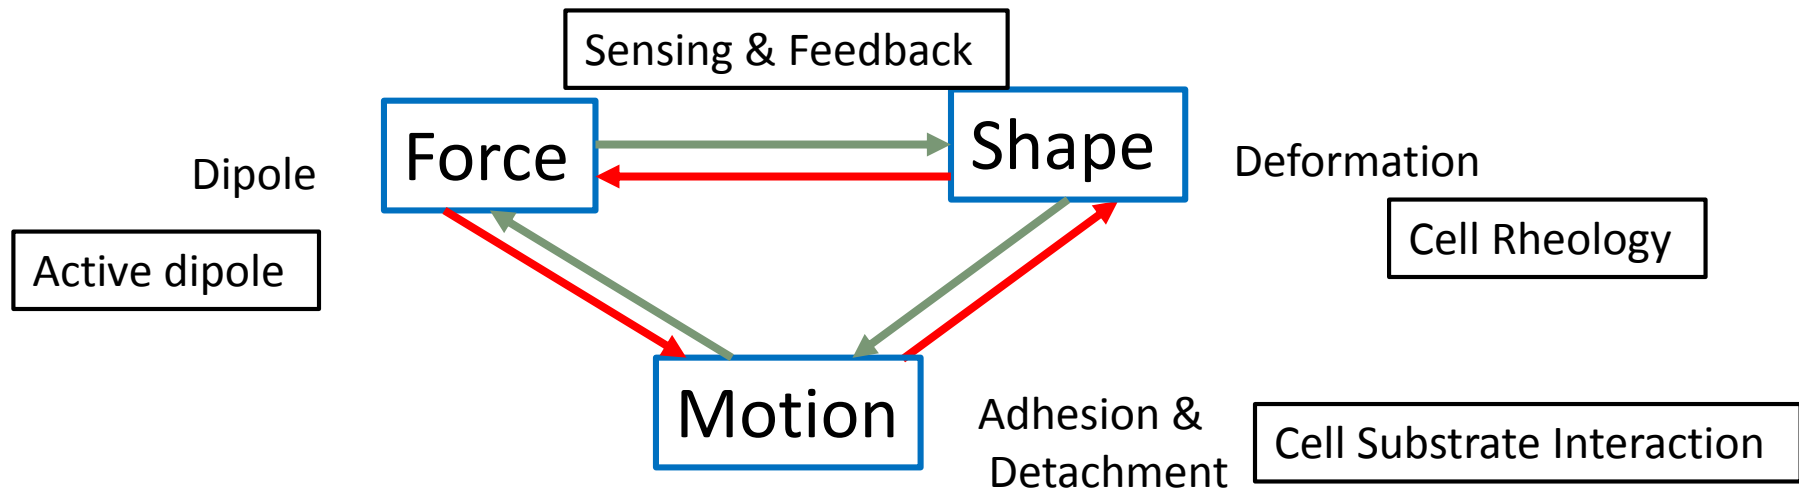 Sensing & Feedback
Force
Shape
Dipole
Deformation
Active dipole
Cell Rheology
Motion
Adhesion &
Detachment
Cell Substrate Interaction